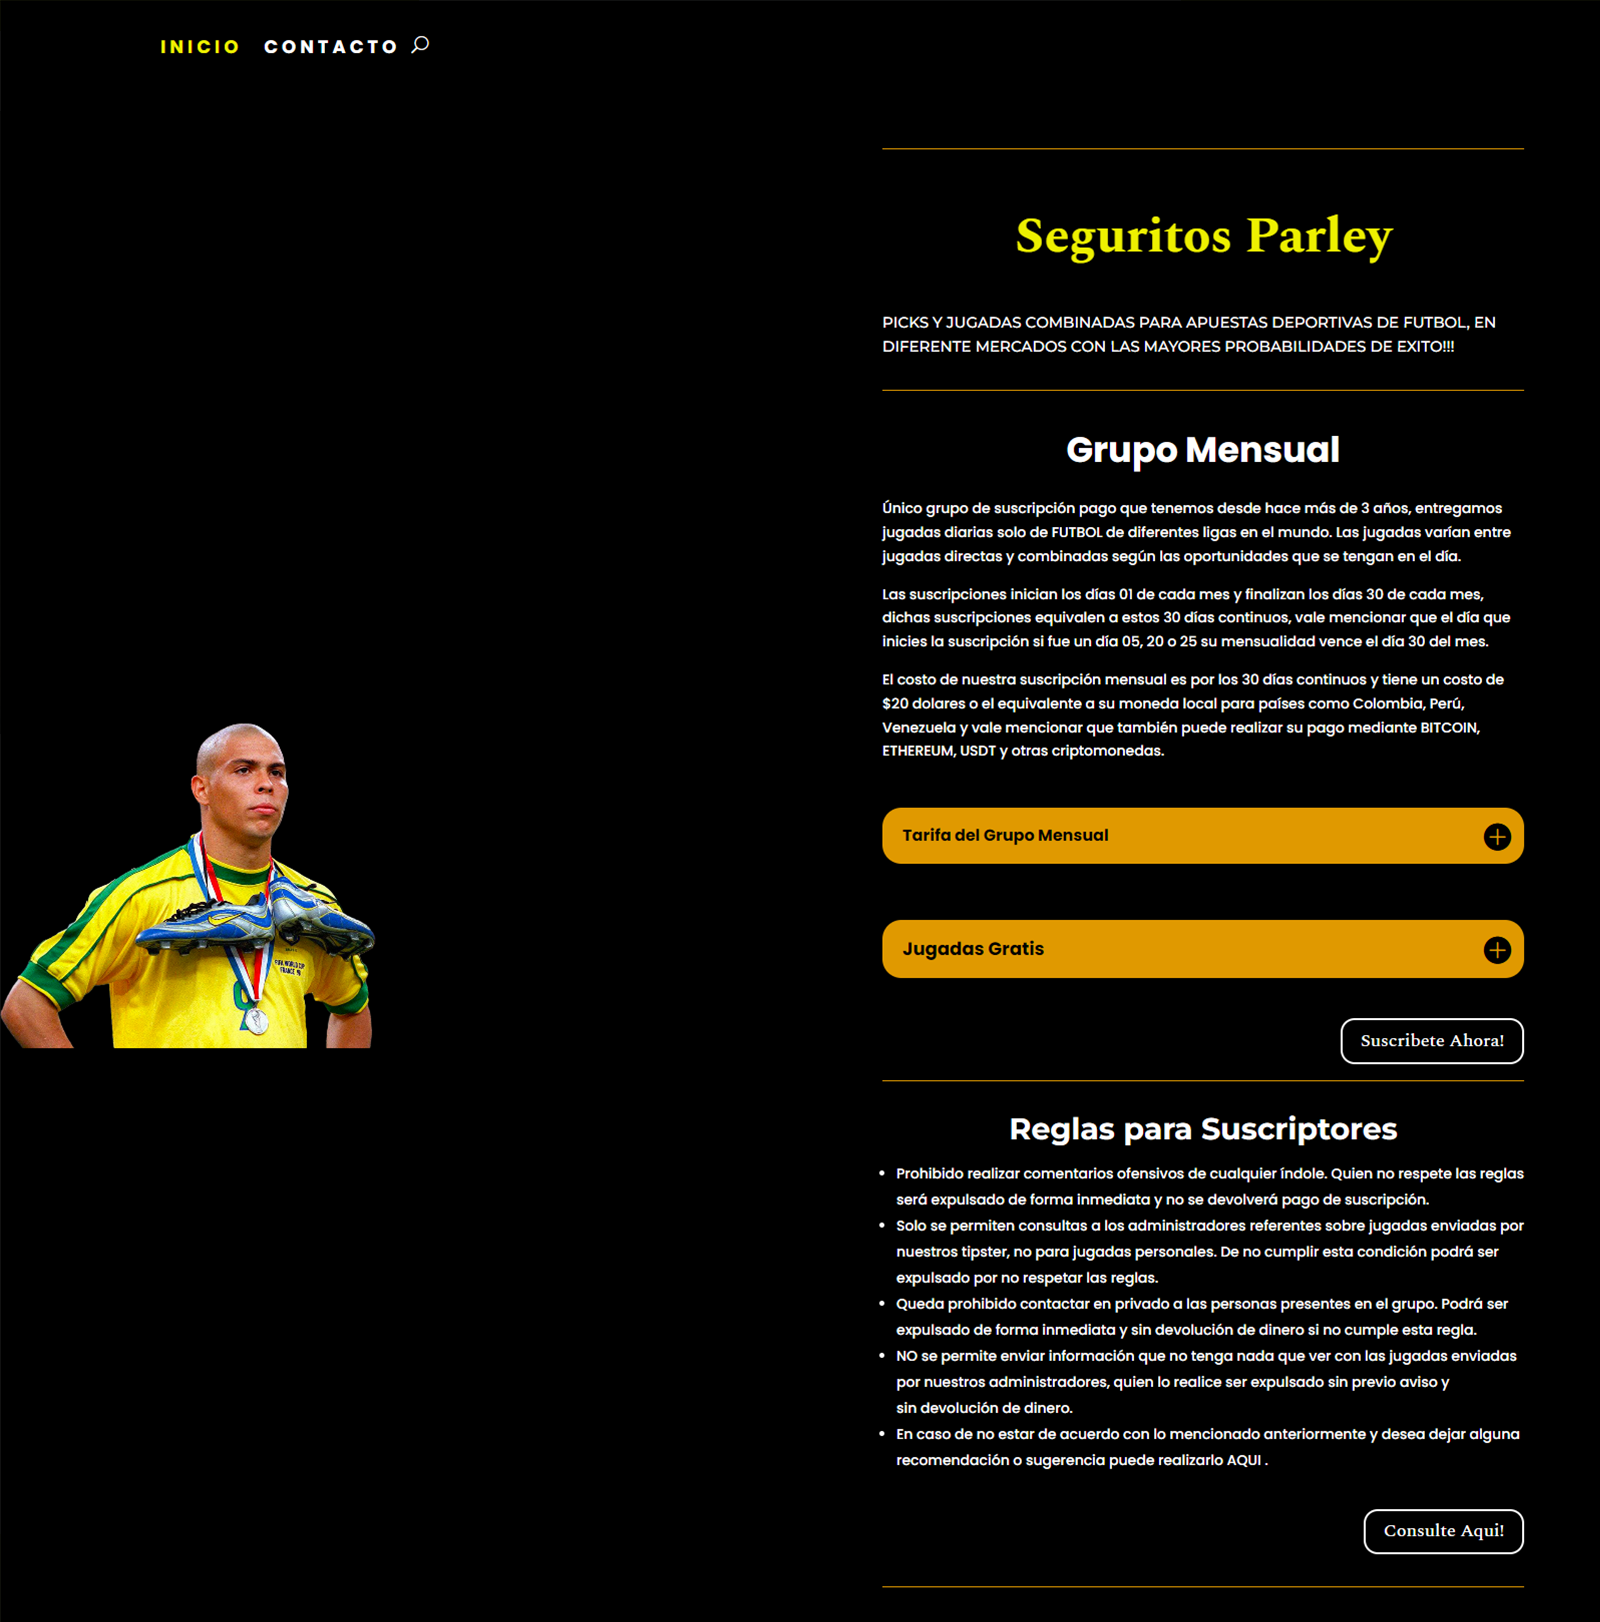 INICIO CONTACTO
Seguritos Parley
PICKS Y JUGADAS COMBINADAS PARA APUESTAS DEPORTIVAS DE FUTBOL, EN
DIFERENTE MERCADOS CON LAS MAYORES PROBABILIDADES DE EXITO!!!
Grupo Mensual
Único grupo de suscripción pago que tenemos desde hace más de 3 años, entregamos
jugadas diarias solo de FUTBOL de diferentes ligas en el mundo. Las jugadas varían entre
jugadas directas y combinadas según las oportunidades que se tengan en el día.
Las suscripciones inician los días 01 de cada mes y finalizan los días 30 de cada mes,
dichas suscripciones equivalen a estos 30 días continuos, vale mencionar que el día que
inicies la suscripción si fue un día 05, 20 o 25 su mensualidad vence el día 30 del mes.
El costo de nuestra suscripción mensual es por los 30 días continuos y tiene un costo de
$20 dolares o el equivalente a su moneda local para países como Colombia, Perú,
Venezuela y vale mencionar que también puede realizar su pago mediante BITCOIN,
ETHEREUM, USDT y otras criptomonedas.
Tarifa del Grupo Mensual
FIFA WORLD CUP
FRANCE 98
Jugadas Gratis
Suscribete Ahora!
Reglas para Suscriptores
• Prohibido realizar comentarios ofensivos de cualquier índole. Quien no respete las reglas
será expulsado de forma inmediata y no se devolverá pago de suscripción.
• Solo se permiten consultas a los administradores referentes sobre jugadas enviadas por
nuestros tipster, no para jugadas personales. De no cumplir esta condición podrá ser
expulsado por no respetar las reglas.
• Queda prohibido contactar en privado a las personas presentes en el grupo. Podrá ser
expulsado de forma inmediata y sin devolución de dinero si no cumple esta regla.
• NO se permite enviar información que no tenga nada que ver con las jugadas enviadas
por nuestros administradores, quien lo realice ser expulsado sin previo aviso y
sin devolución de dinero.
• En caso de no estar de acuerdo con lo mencionado anteriormente y desea dejar alguna
recomendación o sugerencia puede realizarlo AQUI .
Consulte Aqui!